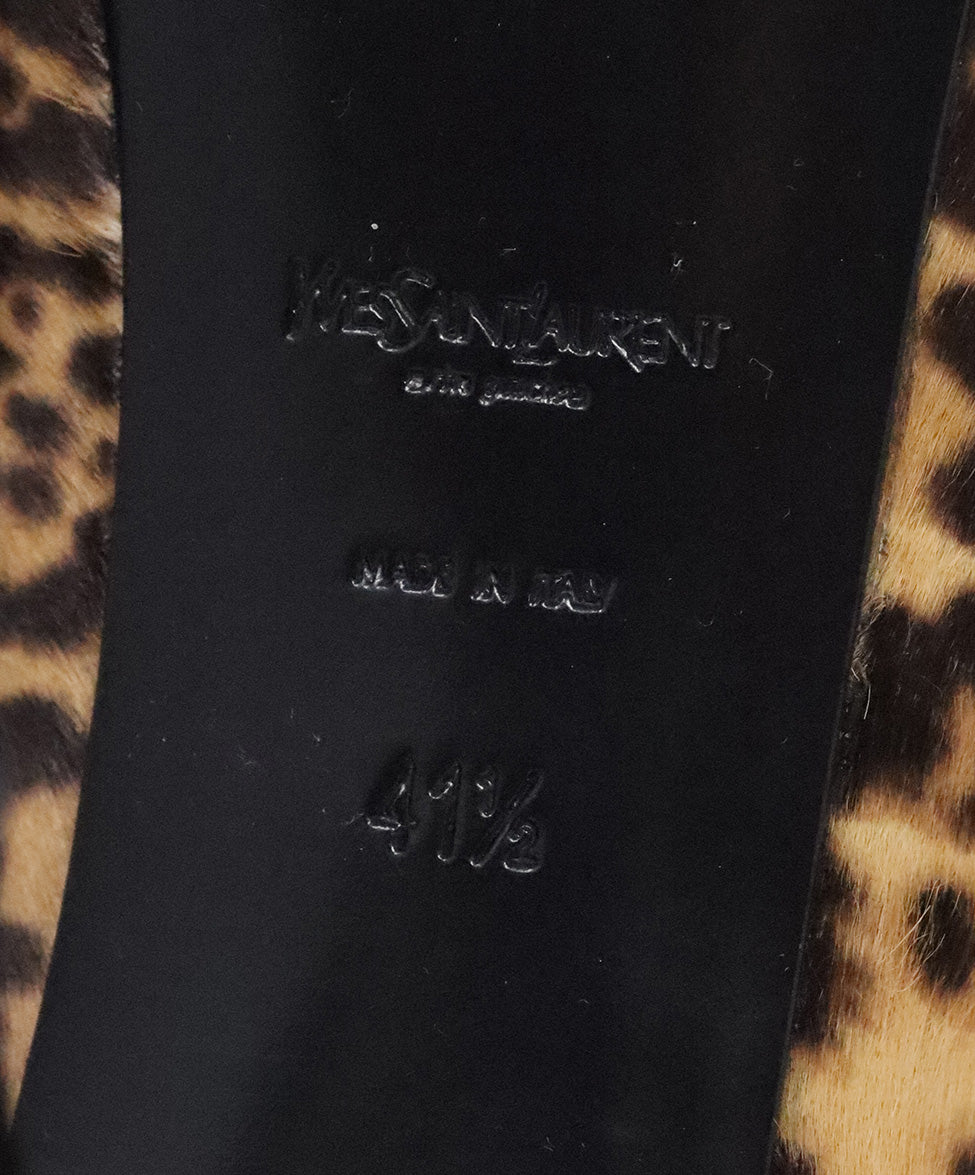 YVESSAINTLAURENT
rive gauche
MADE IN ITALY
41½